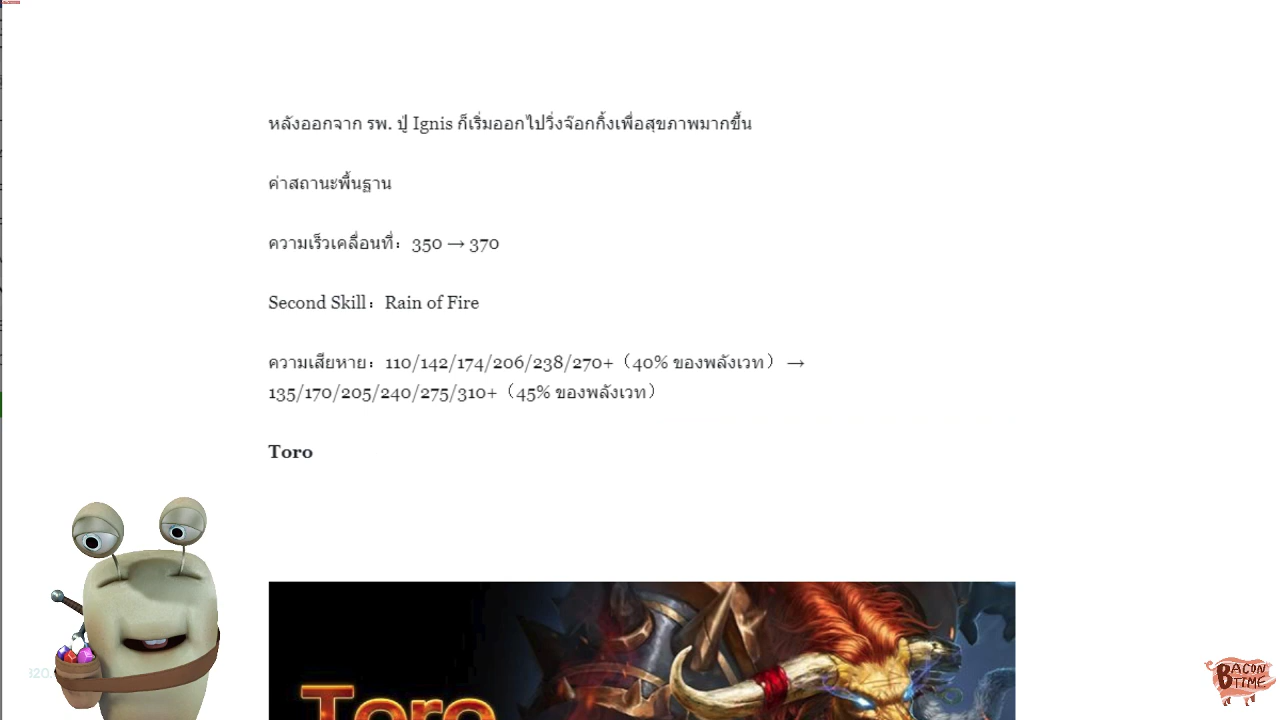 หลังออกจาก รพ. ปู่ Ignis ก็เริ่มออกไปวิ่งจ๊อกกิ้งเพื่อสุขภาพมากขึ้น
ค่าสถานะพื้นฐาน
ความเร็วเคลื่อนที่：350 → 370
Second Skill：Rain of Fire
ความเสียหาย：110/142/174/206/238/270+（40% ของพลังเวท）→
135/170/205/240/275/310+（45% ของพลังเวท）
Toro
Toro
320.
BACON
TIME